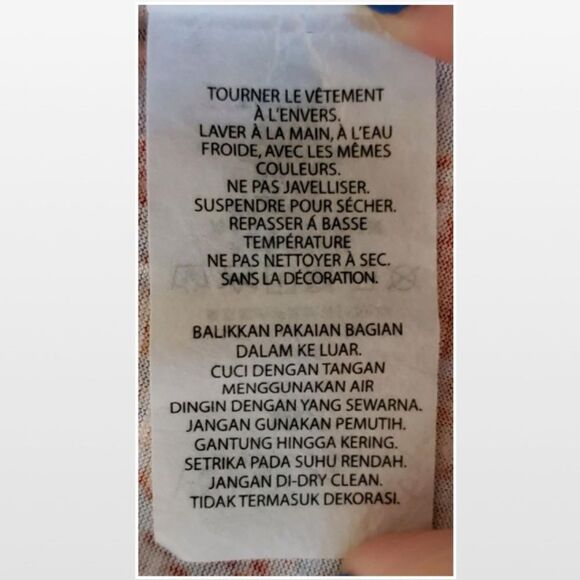 TOURNER LE VÊTEMENT
À L'ENVERS.
LAVER À LA MAIN, À L'EAU
FROIDE, AVEC LES MÊMES
COULEURS.
NE PAS JAVELLISER.
SUSPENDRE POUR SÉCHER.
REPASSER Á BASSE
TEMPÉRATURE
NE PAS NETTOYER À SEC.
SANS LA DÉCORATION.
BALIKKAN PAKAIAN BAGIAN
DALAM KE LUAR.
CUCI DENGAN TANGAN
MENGGUNAKAN AIR
DINGIN DENGAN YANG SEWARNA.
JANGAN GUNAKAN PEMUTIH.
GANTUNG HINGGA KERING.
SETRIKA PADA SUHU RENDAH.
JANGAN DI-DRY CLEAN.
TIDAK TERMASUK DEKORASI.